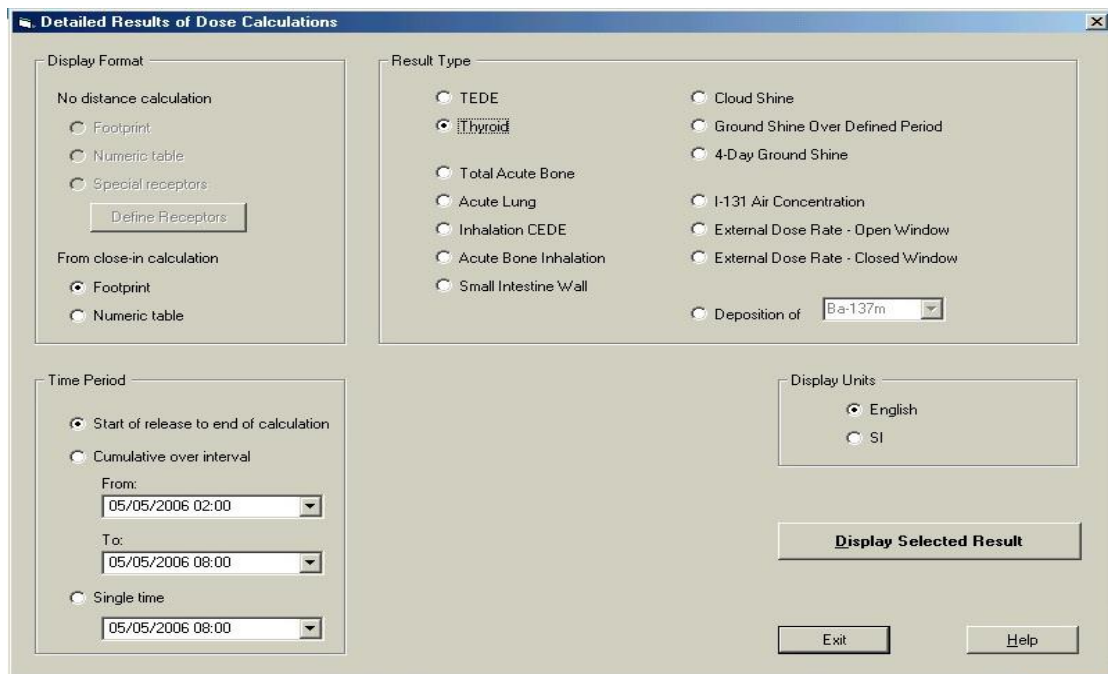 Detailed Results of Dose Calculations
Display Format
No distance calculation
Footprint
Numeric table
Special receptors
Define Receptors
From close-in calculation
Footprint
Numeric table
Result Type
TEDE
Thyroid
Total Acute Bone
Acute Lung
Inhalation CEDE
Acute Bone Inhalation
Small Intestine Wall
Cloud Shine
Ground Shine Over Defined Period
4-Day Ground Shine
I-131 Air Concentration
External Dose Rate - Open Window
External Dose Rate - Closed Window
Deposition of Ba-137m
Time Period
Start of release to end of calculation
Cumulative over interval
From:
05/05/2006 02:00
To:
05/05/2006 08:00
Single time
05/05/2006 08:00
Display Units
English
SI
Display Selected Result
Exit Help